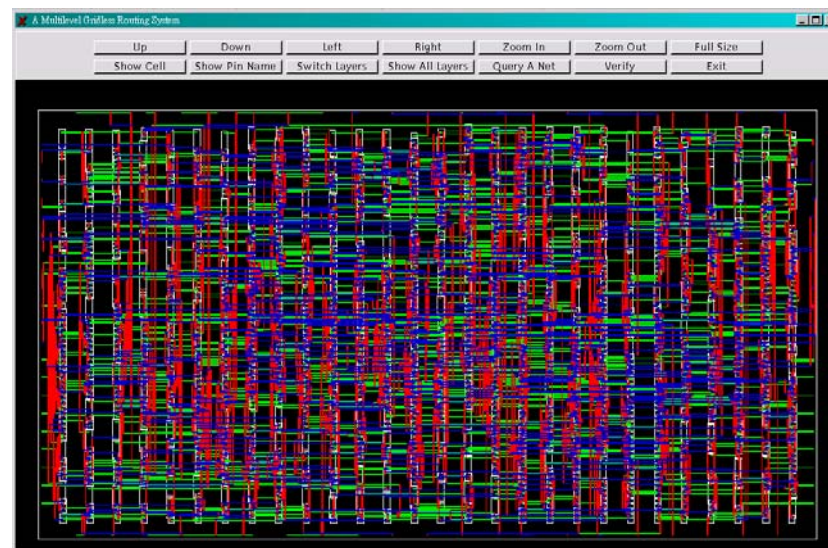 A Multilevel Gridless Routing System
Up Down Left Right Zoom In Zoom Out Full Size
Show Cell Show Pin Name Switch Layers Show All Layers Query A Net Verify Exit